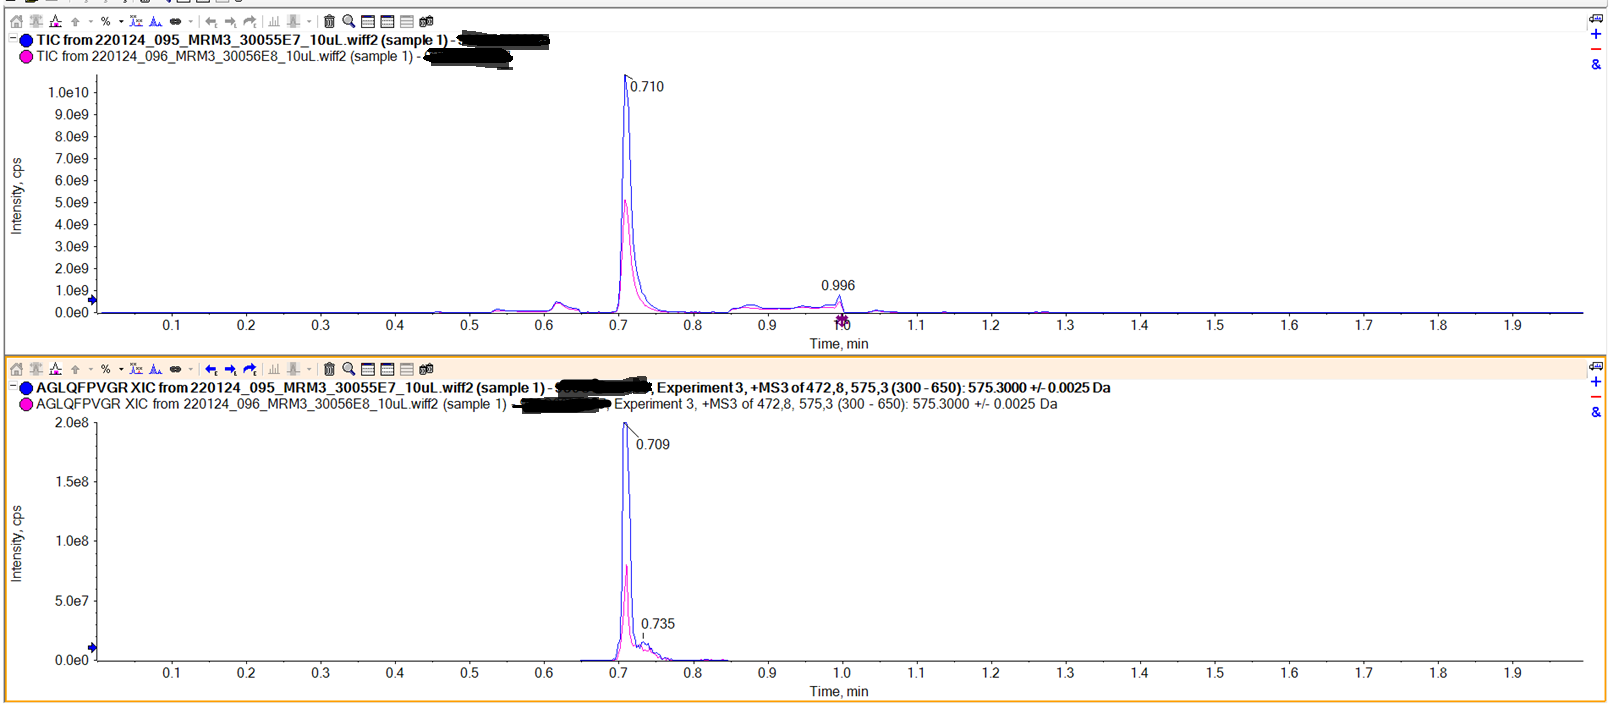 %
TIC from 220124_095_MRM3_30055E7_10uL.wiff2 (sample 1) -
TIC from 220124_096_MRM3_30056E8_10uL.wiff2 (sample 1) -
&
0.710
1.0e10
9.0e9
8.0e9
7.0e9
6.0e9
5.0e9
4.0e9
3.0e9
2.0e9
1.0e9
0.0e0
Intensity, cps
0.996
0.1 0.2 0.3 0.4 0.5 0.6 0.7 0.8 0.9 1.0 1.1 1.2 1.3 1.4 1.5 1.6 1.7 1.8 1.9
Time, min
%
AGLQFPVGR XIC from 220124_095_MRM3_30055E7_10uL.wiff2 (sample 1) - , Experiment 3, +MS3 of 472,8, 575,3 (300 - 650): 575.3000 +/- 0.0025 Da
AGLQFPVGR XIC from 220124_096_MRM3_30056E8_10uL.wiff2 (sample 1) - , Experiment 3, +MS3 of 472,8, 575,3 (300 - 650): 575.3000 +/- 0.0025 Da
&
2.0e8
0.709
1.5e8
1.0e8
5.0e7
0.0e0
Intensity, cps
0.735
0.1 0.2 0.3 0.4 0.5 0.6 0.7 0.8 0.9 1.0 1.1 1.2 1.3 1.4 1.5 1.6 1.7 1.8 1.9
Time, min